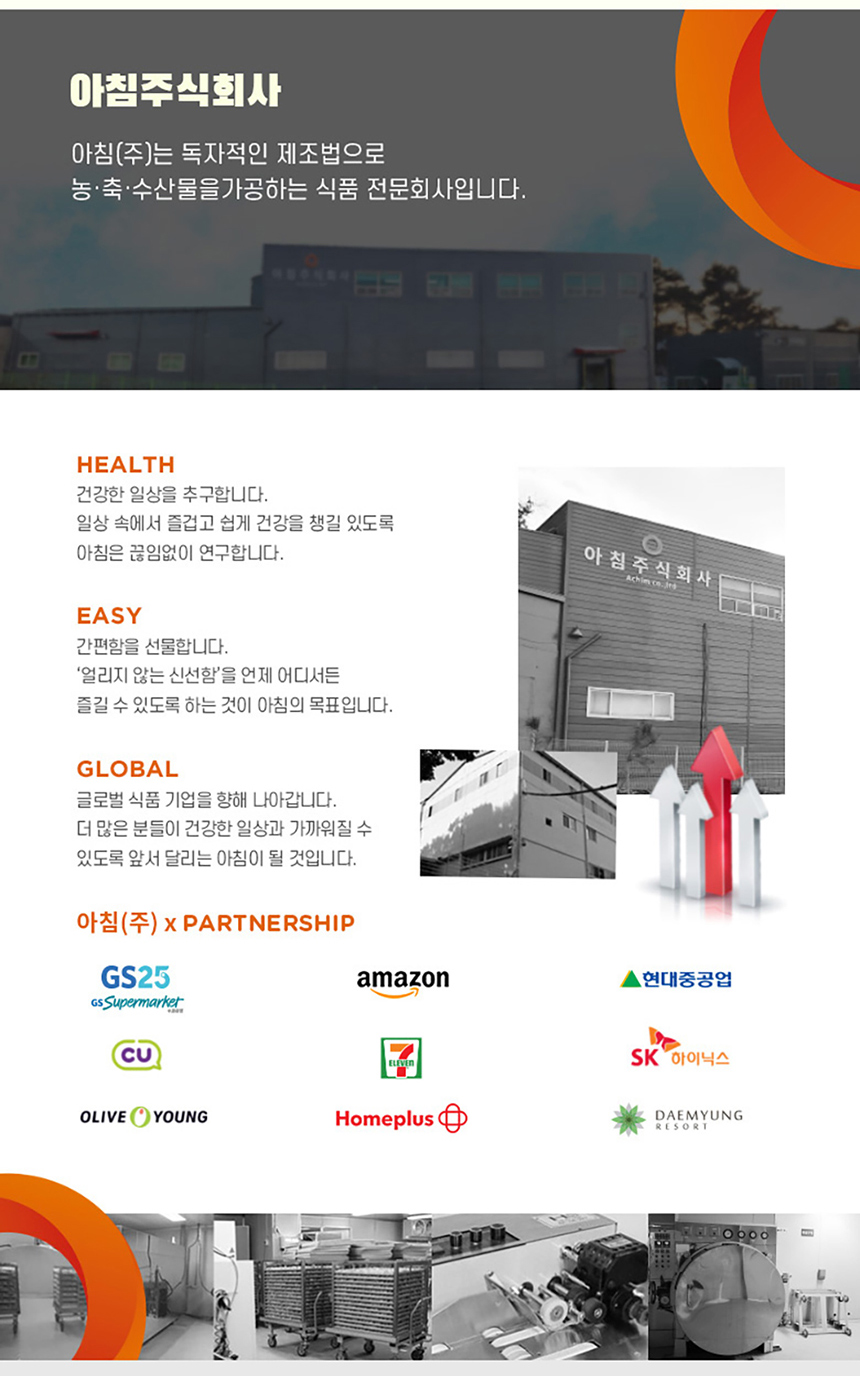 아침주식회사
아침(주)는 독자적인 제조법으로
농·축·수산물을가공하는 식품 전문회사입니다.
아침주식회사
HEALTH
건강한 일상을 추구합니다.
일상 속에서 즐겁고 쉽게 건강을 챙길 있도록
아침은 끊임없이 연구합니다.
아침주식회사
Achim co.,Inc
EASY
간편함을 선물합니다.
‘얼리지 않는 신선함’을 언제 어디서든
즐길 수 있도록 하는 것이 아침의 목표입니다.
GLOBAL
글로벌 식품 기업을 향해 나아갑니다.
더 많은 분들이 건강한 일상과 가까워질 수
있도록 앞서 달리는 아침이 될 것입니다.
아침(주) x PARTNERSHIP
GS25
GS Supermarket
amazon
현대중공업
CU
7
ELEVEN
SK 하이닉스
OLIVE YOUNG
Homeplus
DAEMYUNG
RESORT